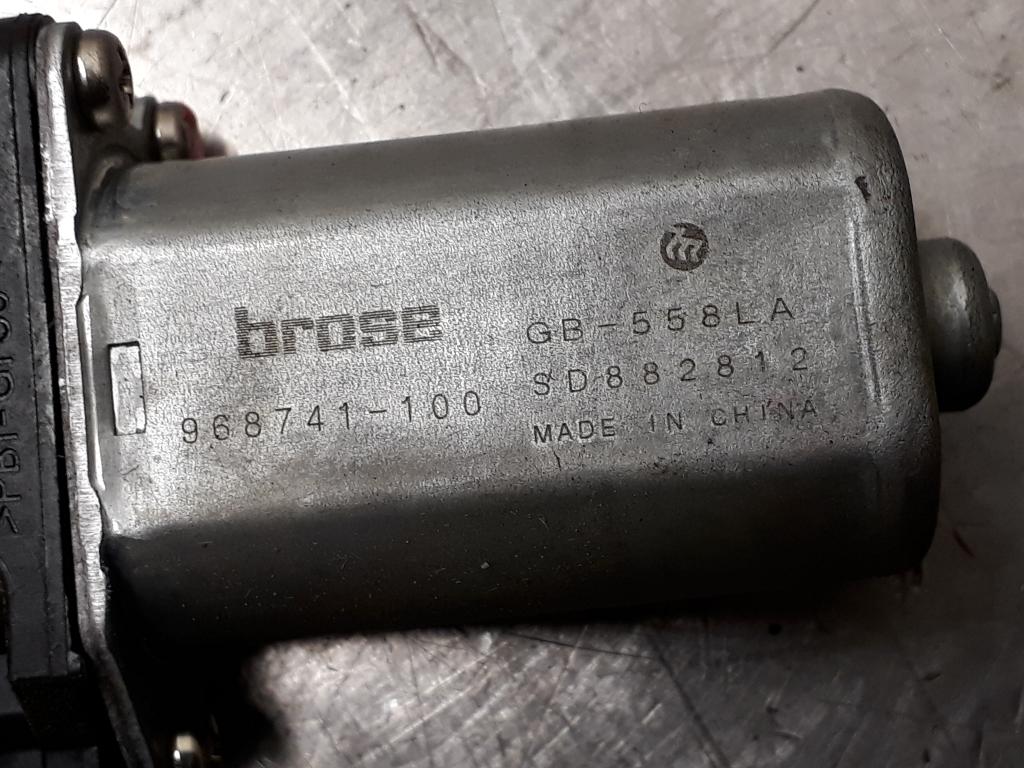 brose
968741-100
GB-558LA
SD882812
MADE IN CHINA